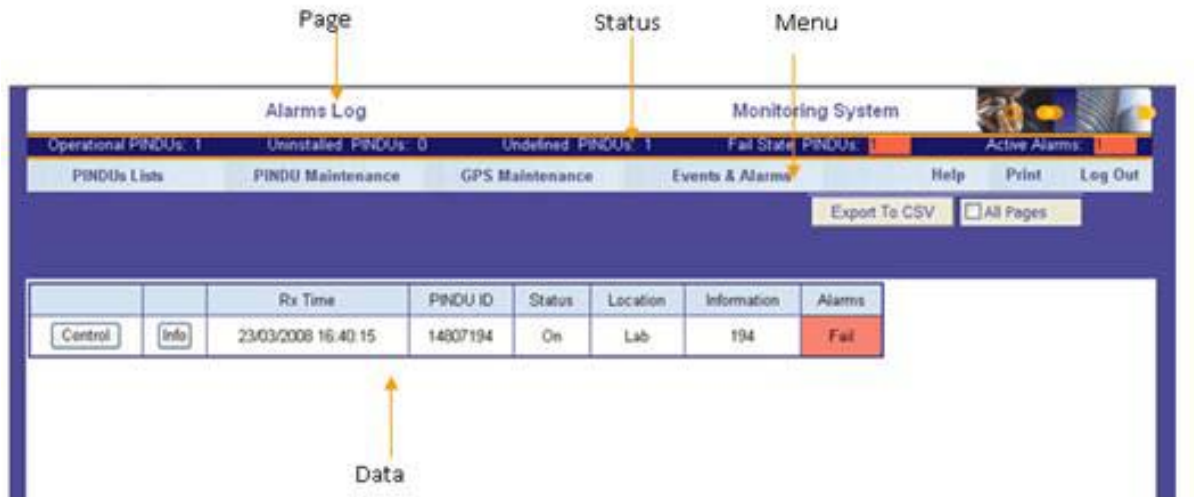 Page Status Menu
Alarms Log Monitoring System
Operational PINDUs: 1 Uninstalled PINDUs: 0 Undefined PINDUs: 1 Fail State PINDUs: 1 Active Alarms: 1
PINDUs Lists PINDU Maintenance GPS Maintenance Events & Alarms Help Print Log Out
Export To CSV All Pages
Rx Time PINDU ID Status Location Information Alarms
Control Info 23/03/2008 16:40:15 14807194 On Lab 194 Fail
Data